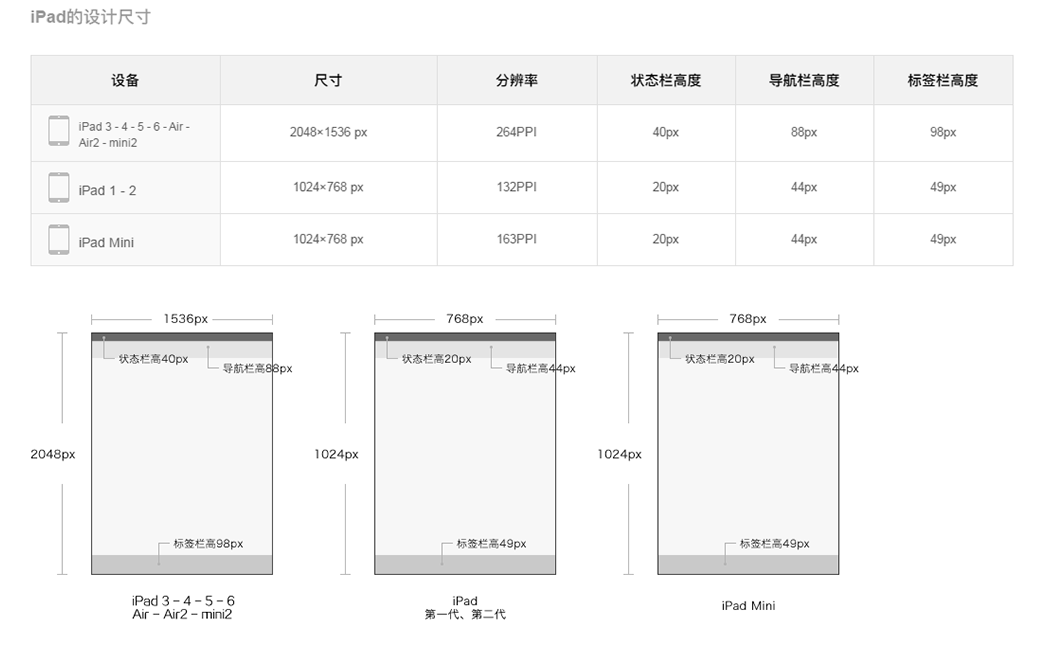 iPad的设计尺寸
设备 尺寸 分辨率 状态栏高度 导航栏高度 标签栏高度
iPad 3 - 4 - 5 - 6 - Air -
Air2 - mini2
2048×1536 px 264PPI 40px 88px 98px
iPad 1 - 2 1024×768 px 132PPI 20px 44px 49px
iPad Mini 1024×768 px 163PPI 20px 44px 49px
1536px 768px 768px
状态栏高40px 状态栏高20px 状态栏高20px
导航栏高88px 导航栏高44px 导航栏高44px
2048px 1024px 1024px
标签栏高98px 标签栏高49px 标签栏高49px
iPad 3 – 4 – 5 – 6
Air – Air2 – mini2
iPad
第一代、第二代
iPad Mini